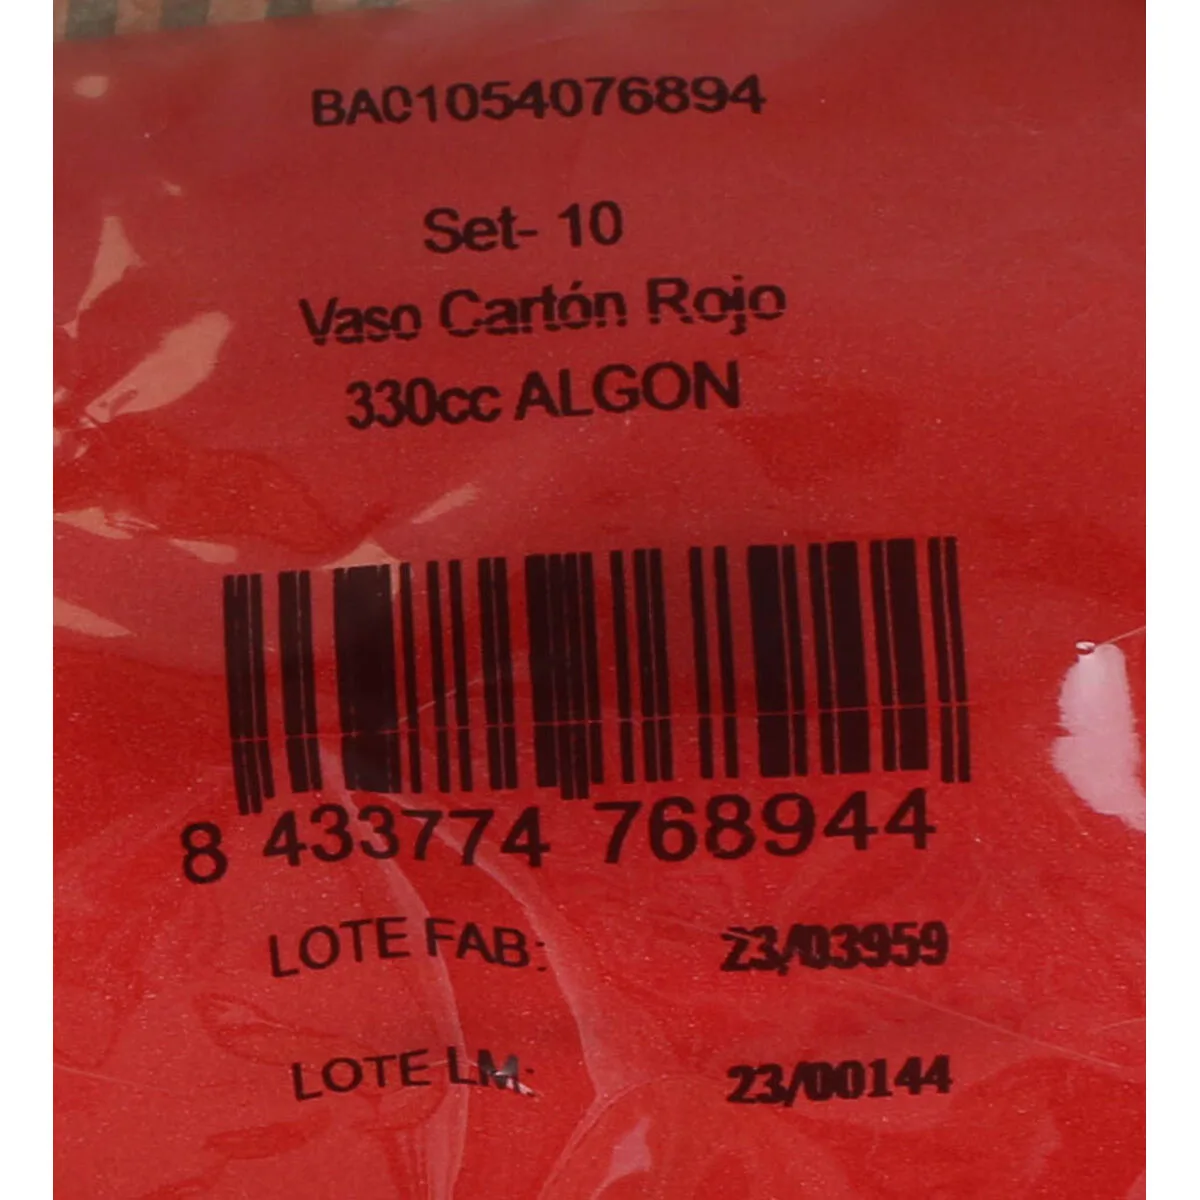 BA01054076894
Set- 10
Vaso Cartón Rojo
330cc ALGON
8 433774 768944
LOTE FAB: 23/03959
LOTE LM: 23/00144